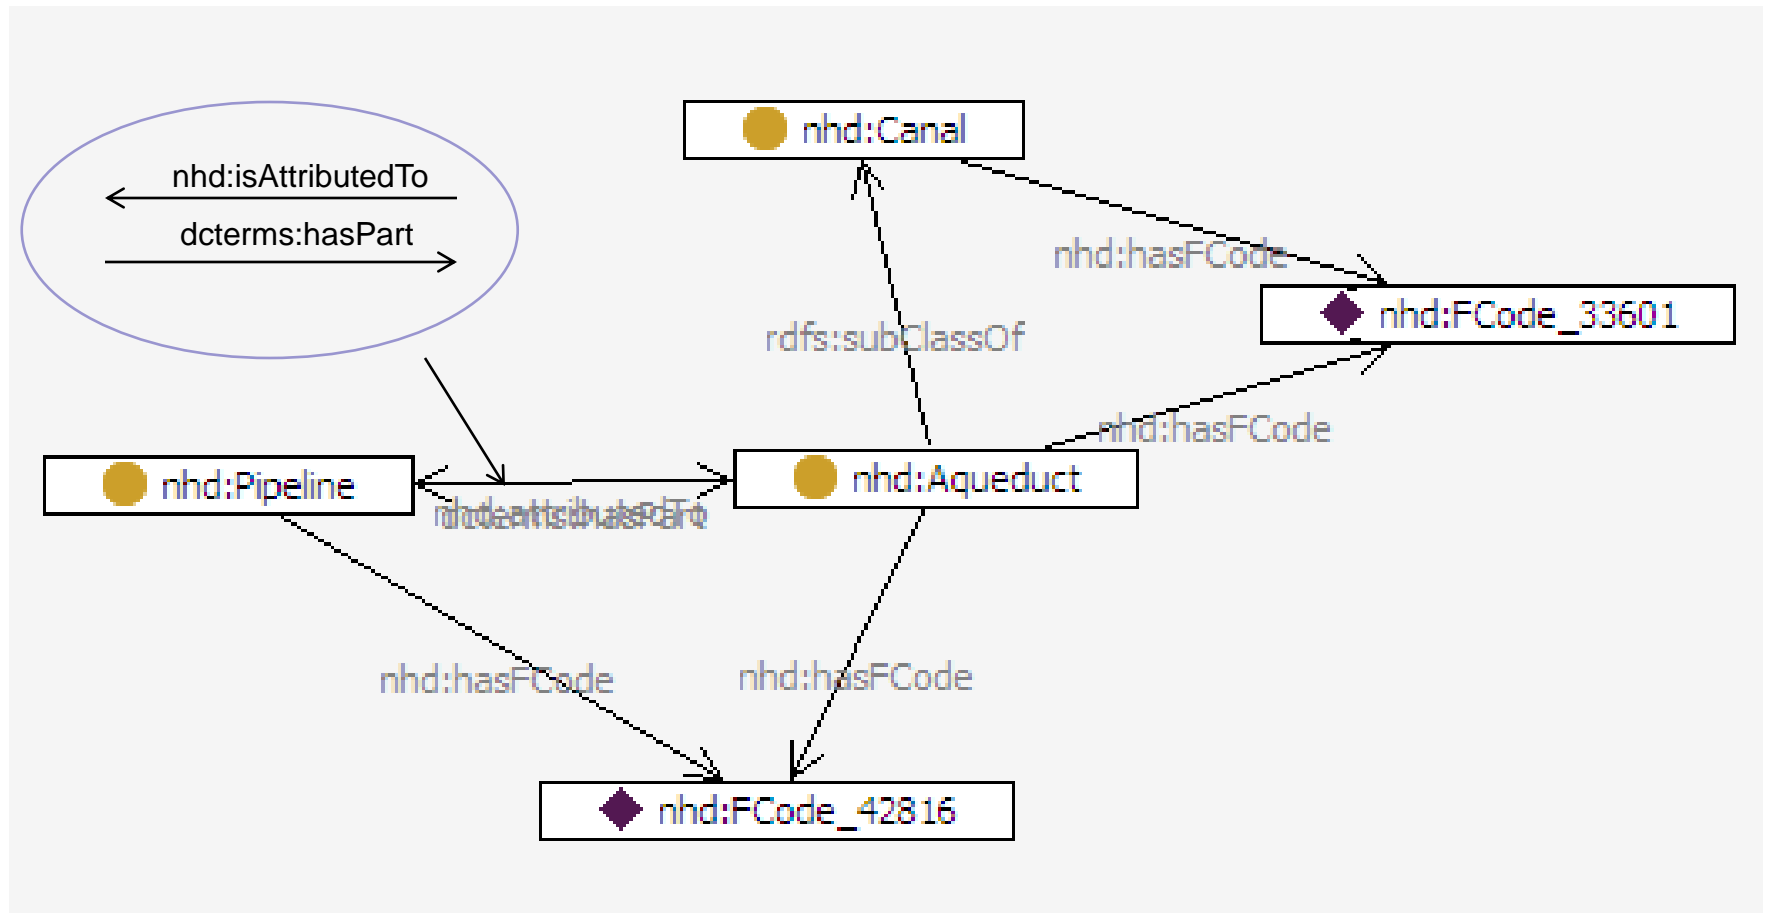 nhd:Canal
nhd:isAttributedTo
dcterms:hasPart
nhd:hasFCode
nhd:FCode_33601
rdfs:subClassOf
nhd:hasFCode
nhd:Pipeline
nhd:Aqueduct
nhd:hasFCode
nhd:hasFCode
nhd:FCode_42816